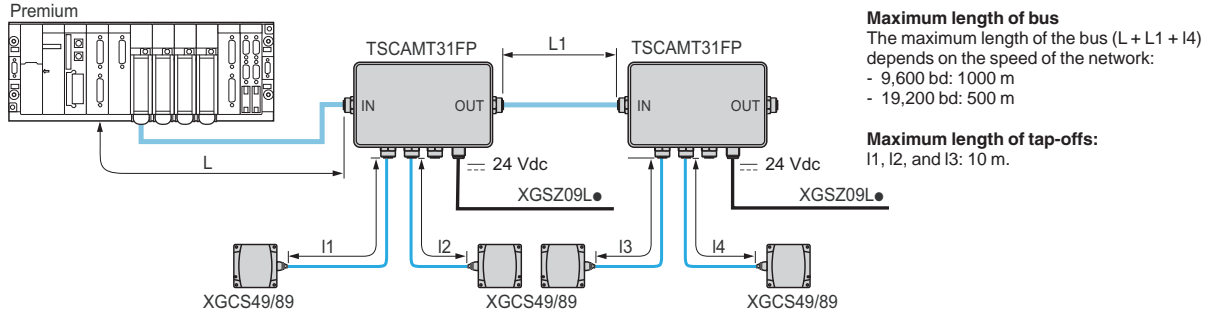 Premium
TSCAMT31FP
L1
TSCAMT31FP
IN
OUT
IN
OUT
L
24 Vdc
24 Vdc
XGSZ09L●
XGSZ09L●
l1
l2
l3
l4
XGCS49/89
XGCS49/89
XGCS49/89
Maximum length of bus
The maximum length of the bus (L + L1 + l4)
depends on the speed of the network:
- 9,600 bd: 1000 m
- 19,200 bd: 500 m
Maximum length of tap-offs:
l1, l2, and l3: 10 m.